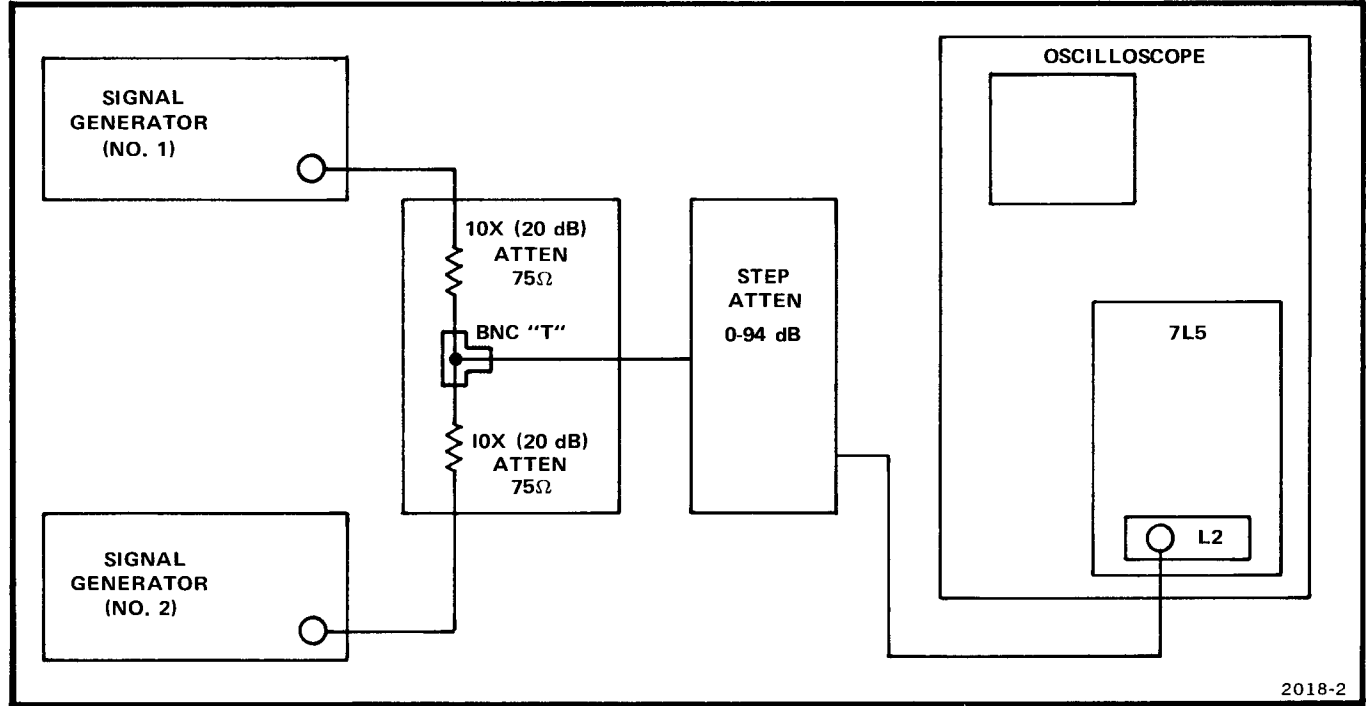 SIGNAL
GENERATOR
(NO. 1)
10X (20 dB)
ATTEN
75Ω
BNC "T"
IOX (20 dB)
ATTEN
75Ω
SIGNAL
GENERATOR
(NO. 2)
STEP
ATTEN
0-94 dB
OSCILLOSCOPE
7L5
L2
2018-2